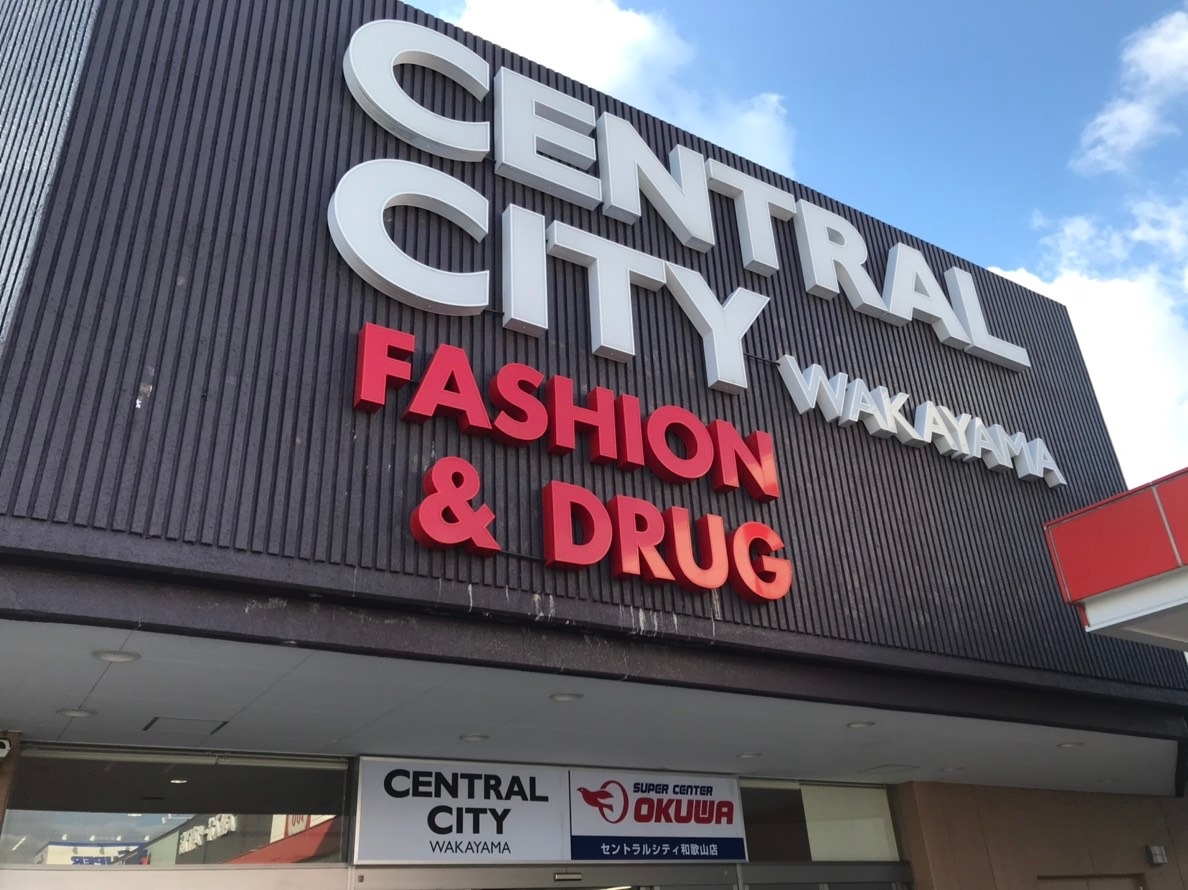 CENTRAL
CITY
WAKAYAMA
FASHION
& DRUG
CENTRAL
CITY
WAKAYAMA
SUPER CENTER
OKUWA
セントラルシティ和歌山店